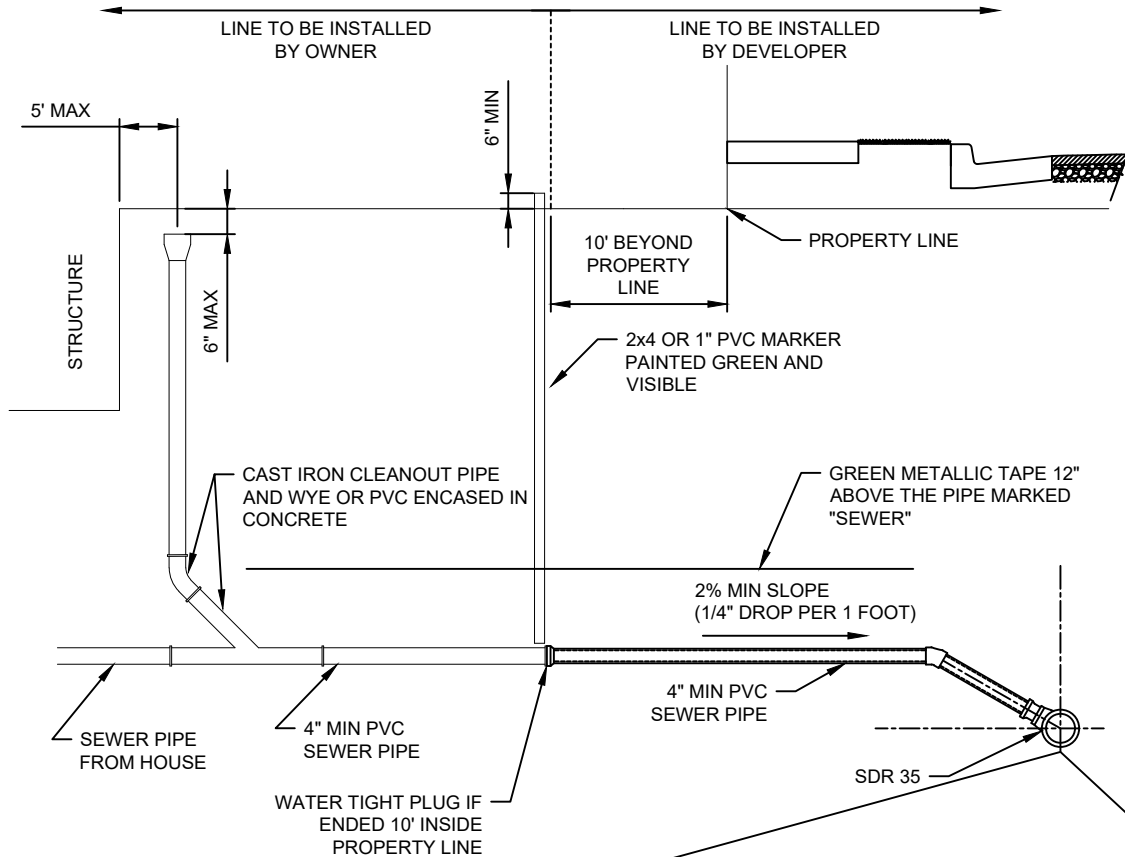 LINE TO BE INSTALLED
BY OWNER
LINE TO BE INSTALLED
BY DEVELOPER
5' MAX
6" MIN
PROPERTY LINE
10' BEYOND
PROPERTY
LINE
STRUCTURE
6" MAX
2x4 OR 1" PVC MARKER
PAINTED GREEN AND
VISIBLE
CAST IRON CLEANOUT PIPE
AND WYE OR PVC ENCASED IN
CONCRETE
GREEN METALLIC TAPE 12"
ABOVE THE PIPE MARKED
"SEWER"
2% MIN SLOPE
(1/4" DROP PER 1 FOOT)
SEWER PIPE
FROM HOUSE
4" MIN PVC
SEWER PIPE
4" MIN PVC
SEWER PIPE
SDR 35
WATER TIGHT PLUG IF
ENDED 10' INSIDE
PROPERTY LINE